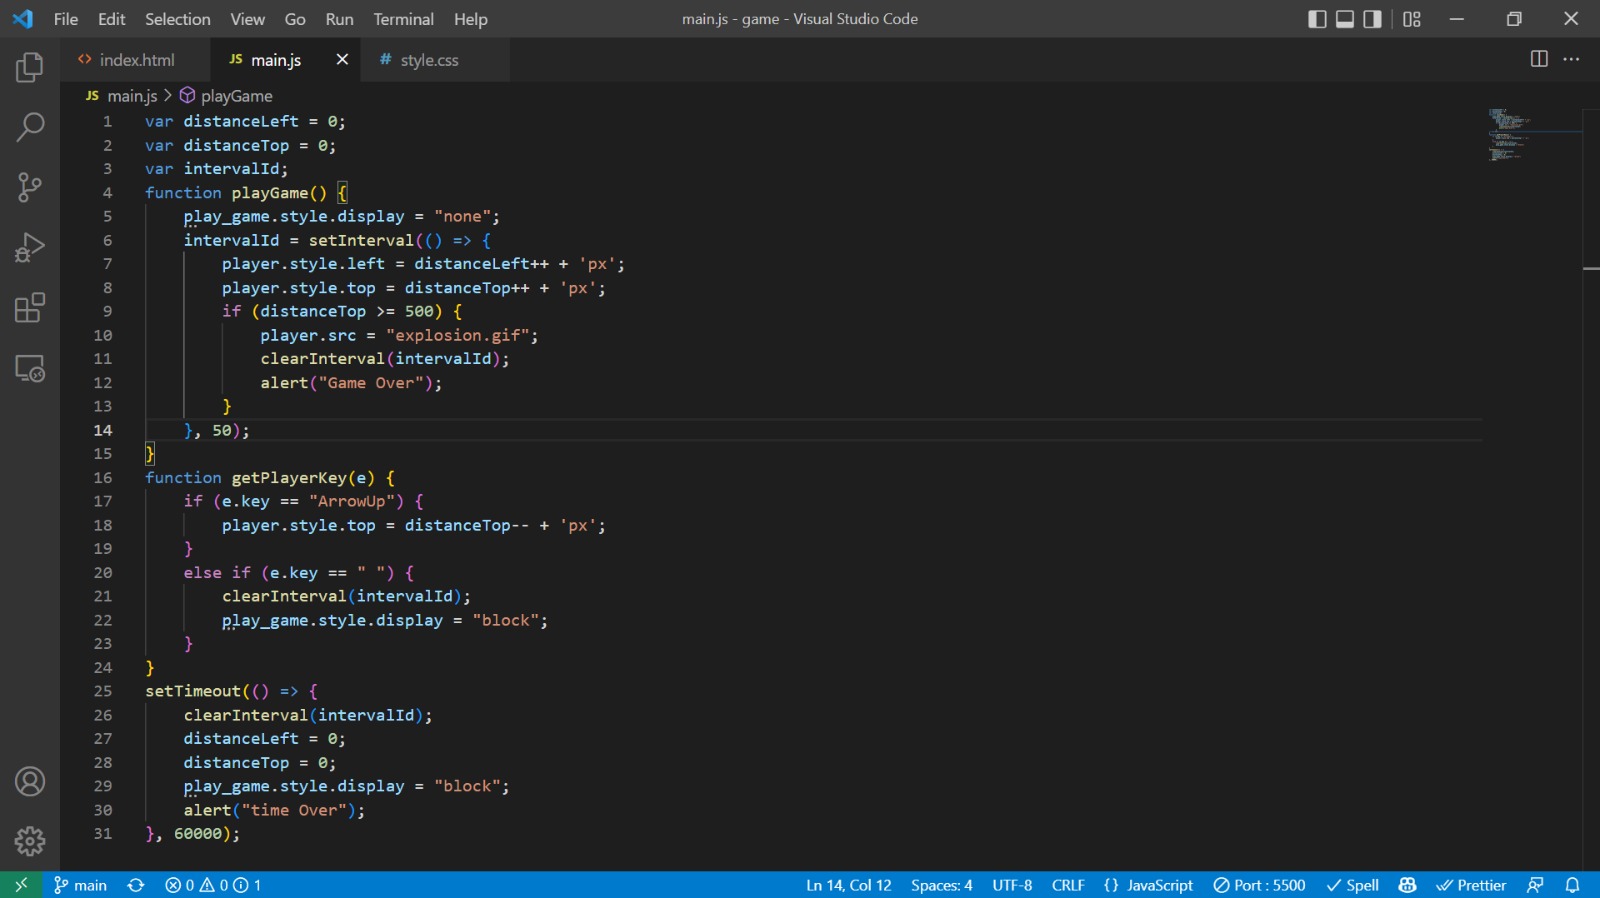 File Edit Selection View Go Run Terminal Help main.js - game - Visual Studio Code
<> index.html JS main.js # style.css
JS main.js > playGame
1 var distanceLeft = 0;
2 var distanceTop = 0;
3 var intervalId;
4 function playGame() {
5 play_game.style.display = "none";
6 intervalId = setInterval(() => {
7 player.style.left = distanceLeft++ + 'px';
8 player.style.top = distanceTop++ + 'px';
9 if (distanceTop >= 500) {
10 player.src = "explosion.gif";
11 clearInterval(intervalId);
12 alert("Game Over");
13 }
14 }, 50);
15 }
16 function getPlayerKey(e) {
17 if (e.key == "ArrowUp") {
18 player.style.top = distanceTop-- + 'px';
19 }
20 else if (e.key == " ") {
21 clearInterval(intervalId);
22 play_game.style.display = "block";
23 }
24 }
25 setTimeout(() => {
26 clearInterval(intervalId);
27 distanceLeft = 0;
28 distanceTop = 0;
29 play_game.style.display = "block";
30 alert("time Over");
31 }, 60000);
main 0 0 1 Ln 14, Col 12 Spaces: 4 UTF-8 CRLF {} JavaScript Port : 5500 Spell Prettier